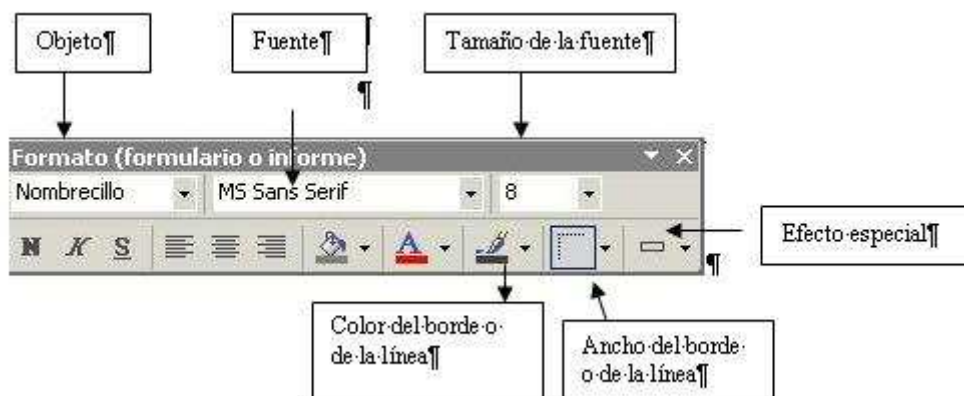 Objeto¶
Fuente¶
¶
Tamaño·de·la·fuente¶
Formato (formulario o informe)
Nombrecillo
MS Sans Serif
8
N K S
A
Efecto·especial¶
¶
Color·del·borde·o·
de·la·línea¶
Ancho·del·borde·
o·de·la·línea¶